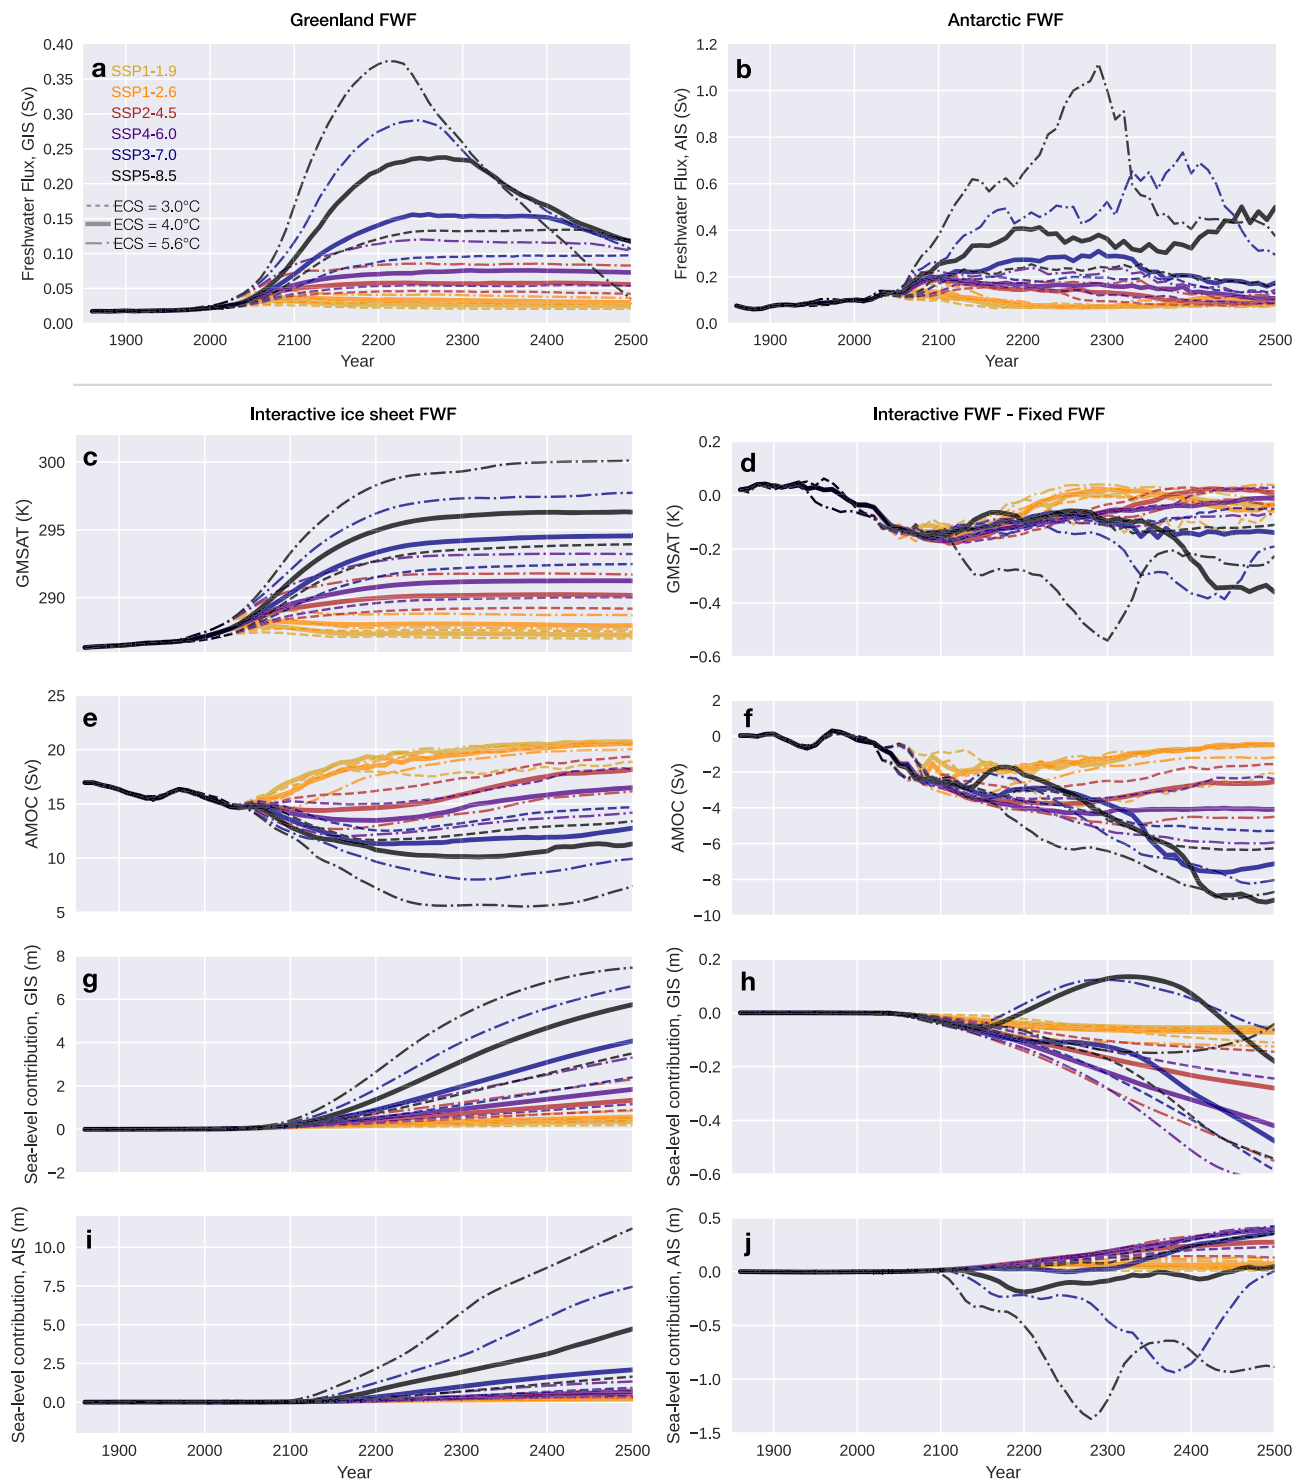 Greenland FWF
Antarctic FWF
a
SSP1-1.9
SSP1-2.6
SSP2-4.5
SSP4-6.0
SSP3-7.0
SSP5-8.5
ECS = 3.0°C
ECS = 4.0°C
ECS = 5.6°C
Freshwater Flux, GIS (Sv)
0.40
0.35
0.30
0.25
0.20
0.15
0.10
0.05
0.00
1900 2000 2100 2200 2300 2400 2500
Year
b
Freshwater Flux, AIS (Sv)
1.2
1.0
0.8
0.6
0.4
0.2
0.0
1900 2000 2100 2200 2300 2400 2500
Year
Interactive ice sheet FWF
Interactive FWF - Fixed FWF
c
GMSAT (K)
300
295
290
d
GMSAT (K)
0.2
0.0
−0.2
−0.4
−0.6
e
AMOC (Sv)
25
20
15
10
5
f
AMOC (Sv)
2
0
−2
−4
−6
−8
−10
g
Sea-level contribution, GIS (m)
8
6
4
2
0
−2
h
Sea-level contribution, GIS (m)
0.2
0.0
−0.2
−0.4
−0.6
i
Sea-level contribution, AIS (m)
10.0
7.5
5.0
2.5
0.0
1900 2000 2100 2200 2300 2400 2500
Year
j
Sea-level contribution, AIS (m)
0.5
0.0
−0.5
−1.0
−1.5
1900 2000 2100 2200 2300 2400 2500
Year